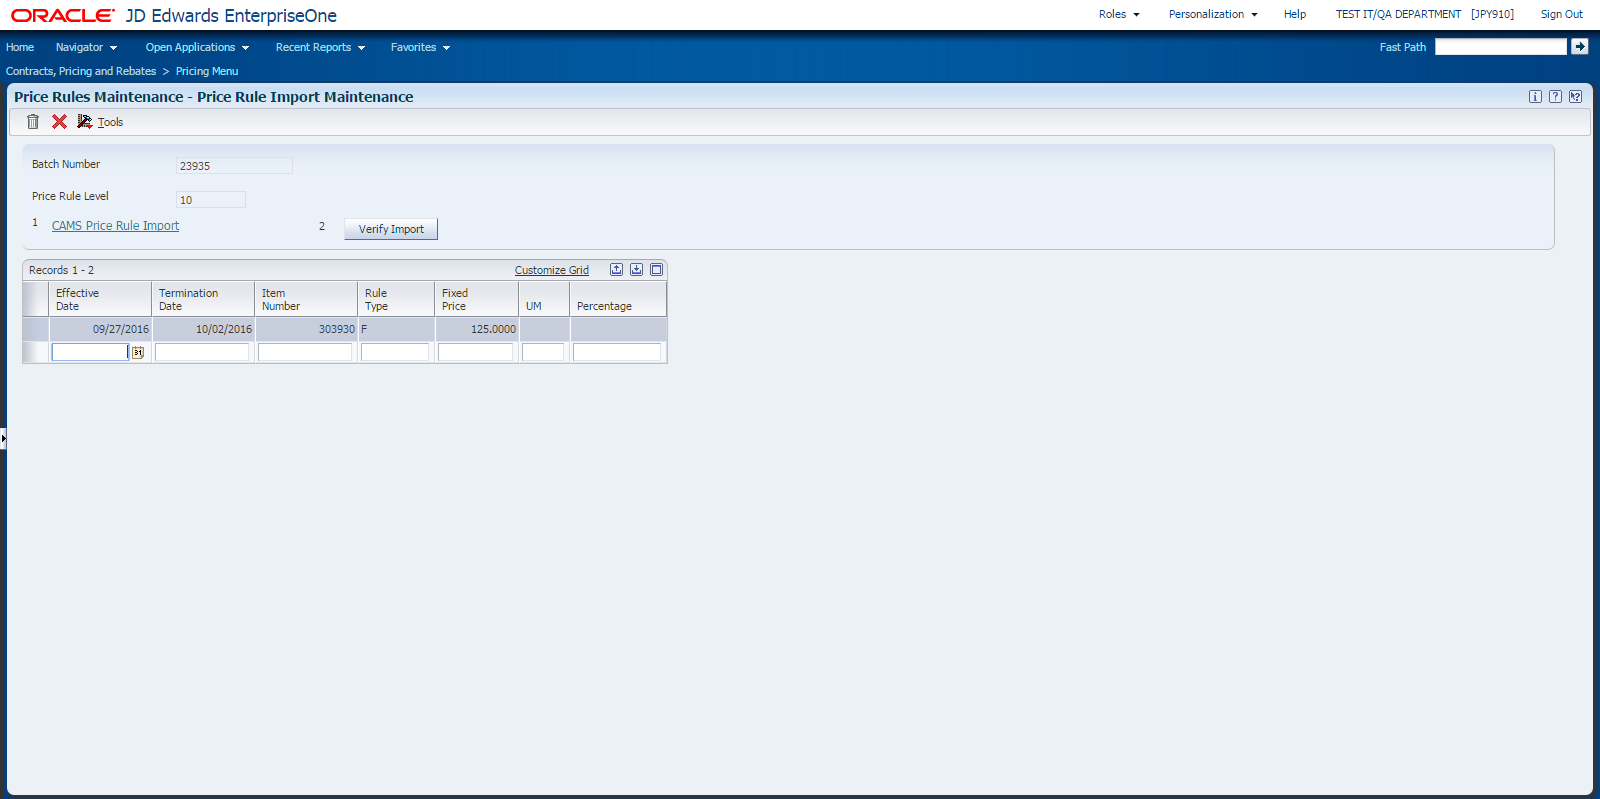 ORACLE JD Edwards EnterpriseOne Roles Personalization Help TEST IT/QA DEPARTMENT [JPY910] Sign Out
Home Navigator Open Applications Recent Reports Favorites Fast Path
Contracts, Pricing and Rebates > Pricing Menu
Price Rules Maintenance - Price Rule Import Maintenance
Tools
Batch Number 23935
Price Rule Level 10
1 CAMS Price Rule Import 2 Verify Import
Records 1 - 2 Customize Grid
Effective Termination Item Rule Fixed
Date Date Number Type Price UM Percentage
09/27/2016 10/02/2016 303930 F 125.0000
31